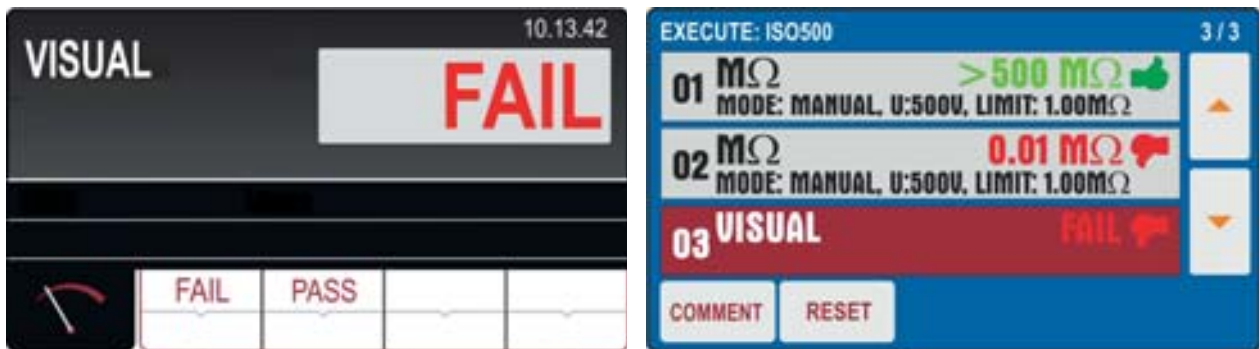 10.13.42
VISUAL
FAIL
FAIL PASS
EXECUTE: ISO500 3 / 3
01 MΩ >500 MΩ
MODE: MANUAL, U:500V, LIMIT: 1.00MΩ
02 MΩ 0.01 MΩ
MODE: MANUAL, U:500V, LIMIT: 1.00MΩ
03 VISUAL FAIL
COMMENT RESET